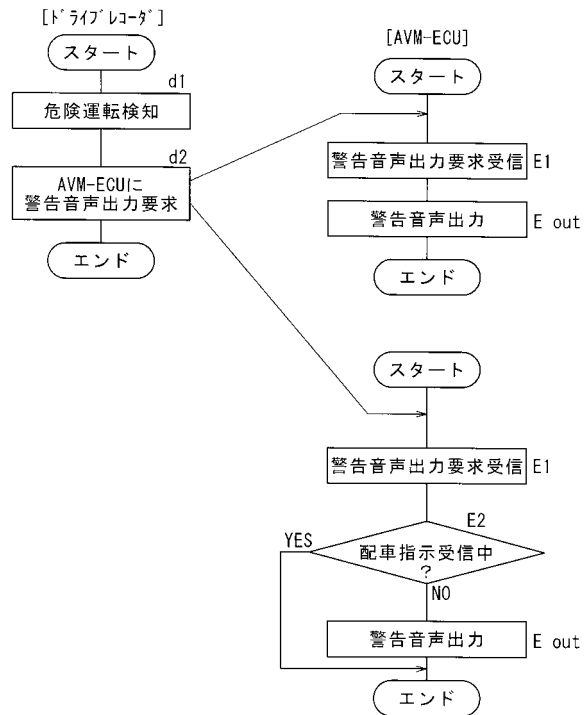 [ﾄﾞﾗｲﾌﾞﾚｺｰﾀﾞ]
スタート
d1
危険運転検知
d2
AVM-ECUに
警告音声出力要求
エンド
[AVM-ECU]
スタート
警告音声出力要求受信 E1
警告音声出力 E out
エンド
スタート
警告音声出力要求受信 E1
E2
YES
配車指示受信中
?
NO
警告音声出力 E out
エンド